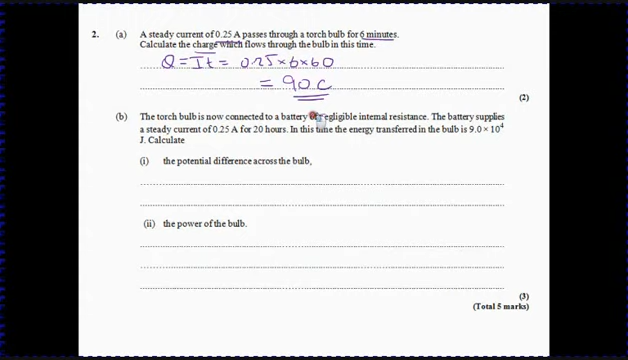 2. (a) A steady current of 0.25 A passes through a torch bulb for 6 minutes.
Calculate the charge which flows through the bulb in this time.
Q = It = 0.25 × 6 × 60
= 90 C
(2)
(b) The torch bulb is now connected to a battery of negligible internal resistance. The battery supplies
a steady current of 0.25 A for 20 hours. In this time the energy transferred in the bulb is 9.0 × 10⁴
J. Calculate
(i) the potential difference across the bulb,
(ii) the power of the bulb.
(3)
(Total 5 marks)